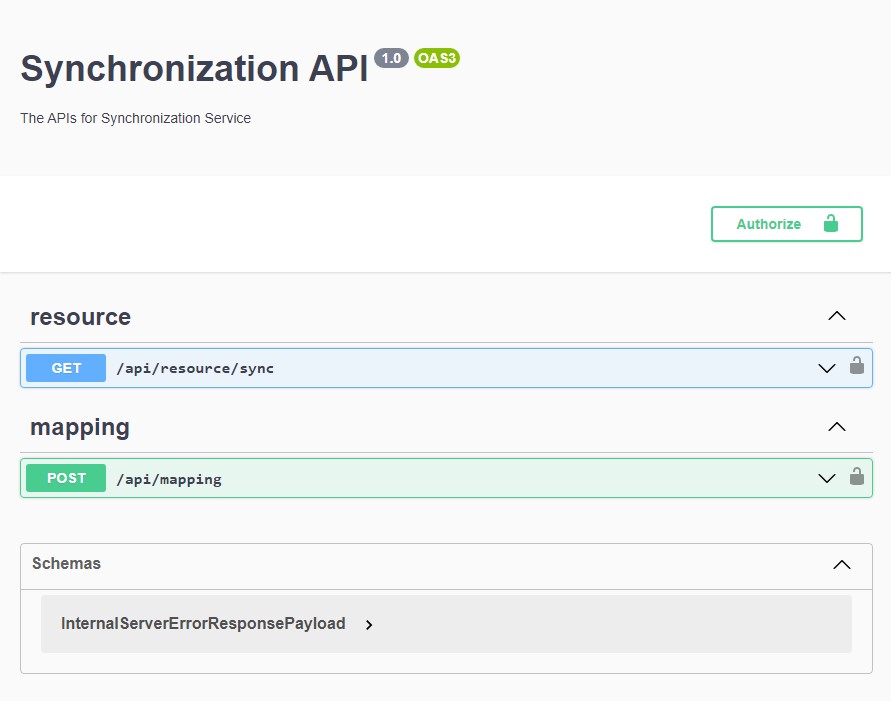 Synchronization API 1.0 OAS3
The APIs for Synchronization Service
Authorize
resource
GET /api/resource/sync
mapping
POST /api/mapping
Schemas
InternalServerErrorResponsePayload